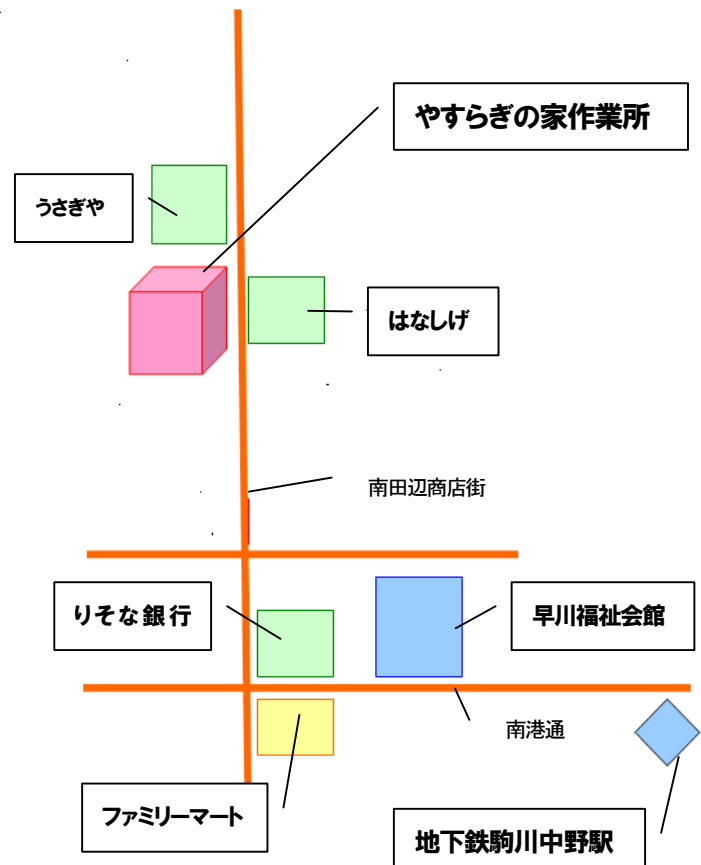 やすらぎの家作業所
うさぎや
はなしげ
南田辺商店街
りそな銀行
早川福祉会館
南港通
ファミリーマート
地下鉄駒川中野駅